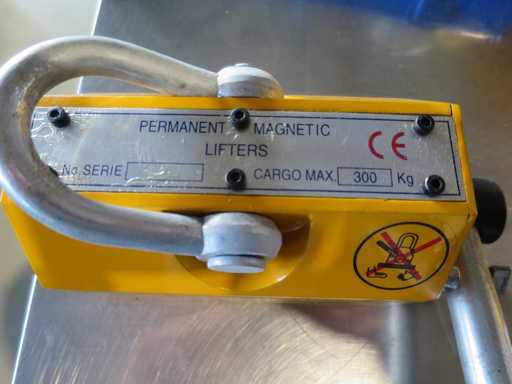 PERMANENT MAGNETIC
LIFTERS
CE
No. SERIE
CARGO MAX. 300 Kg